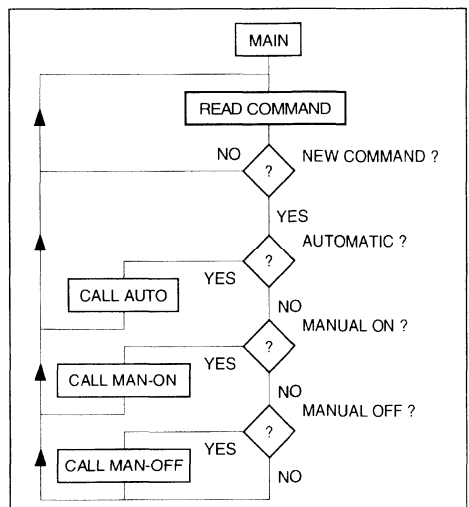 MAIN
READ COMMAND
NO
NEW COMMAND ?
?
YES
AUTOMATIC ?
?
YES
CALL AUTO
NO
MANUAL ON ?
?
YES
CALL MAN-ON
NO
MANUAL OFF ?
?
YES
CALL MAN-OFF
NO